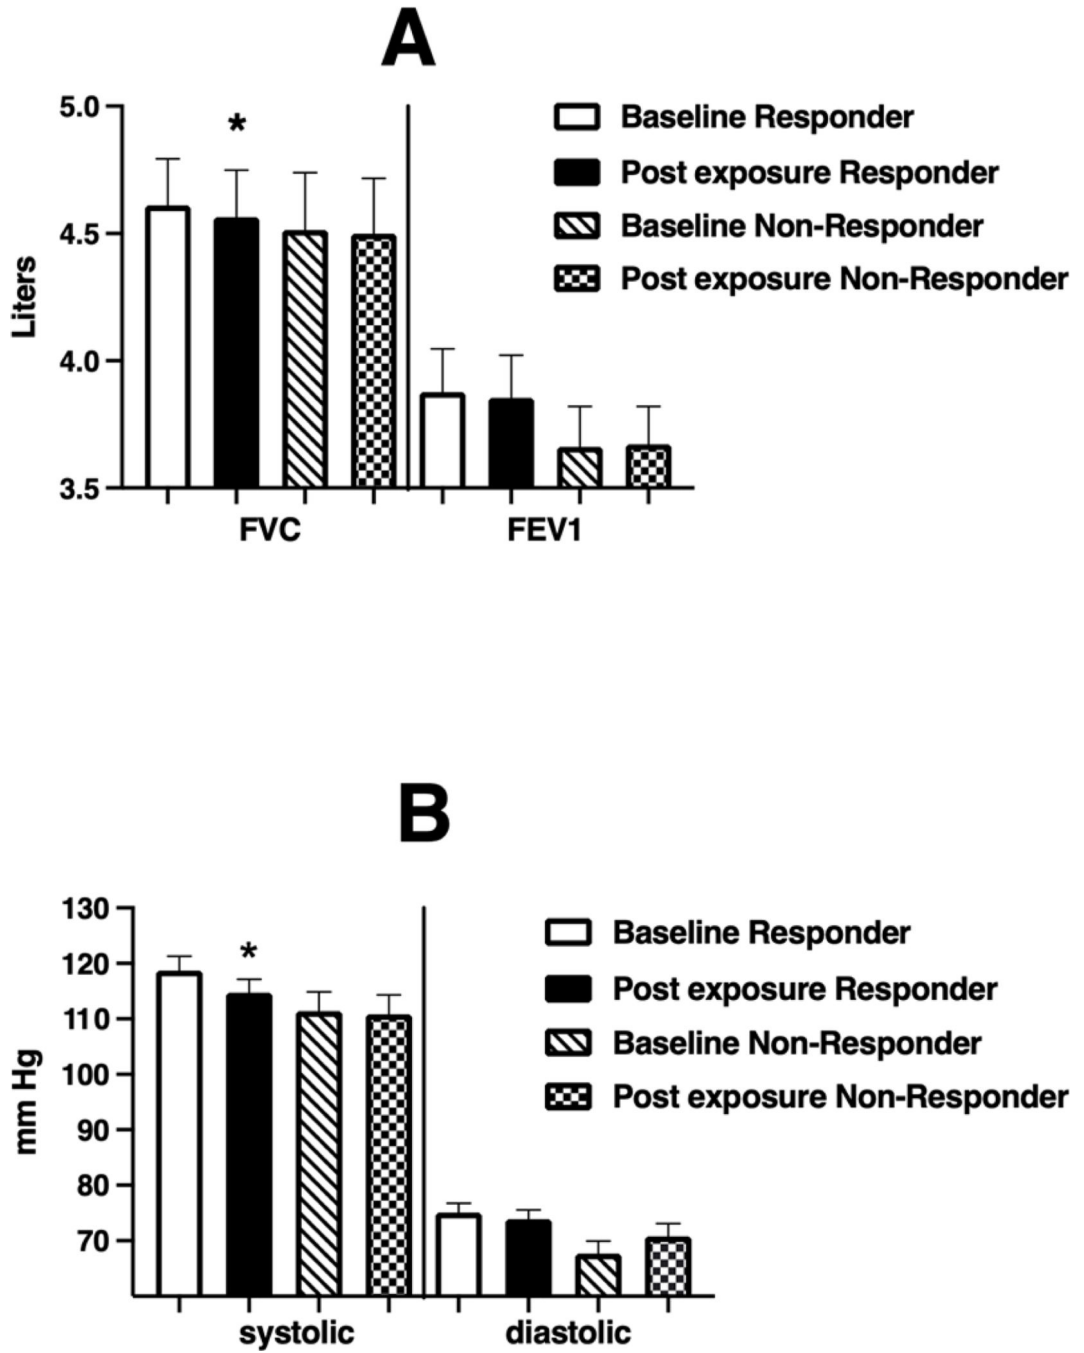 A
5.0
4.5
4.0
3.5
Liters
*
FVC
FEV1
Baseline Responder
Post exposure Responder
Baseline Non-Responder
Post exposure Non-Responder
B
130
120
110
100
90
80
70
mm Hg
*
systolic
diastolic
Baseline Responder
Post exposure Responder
Baseline Non-Responder
Post exposure Non-Responder